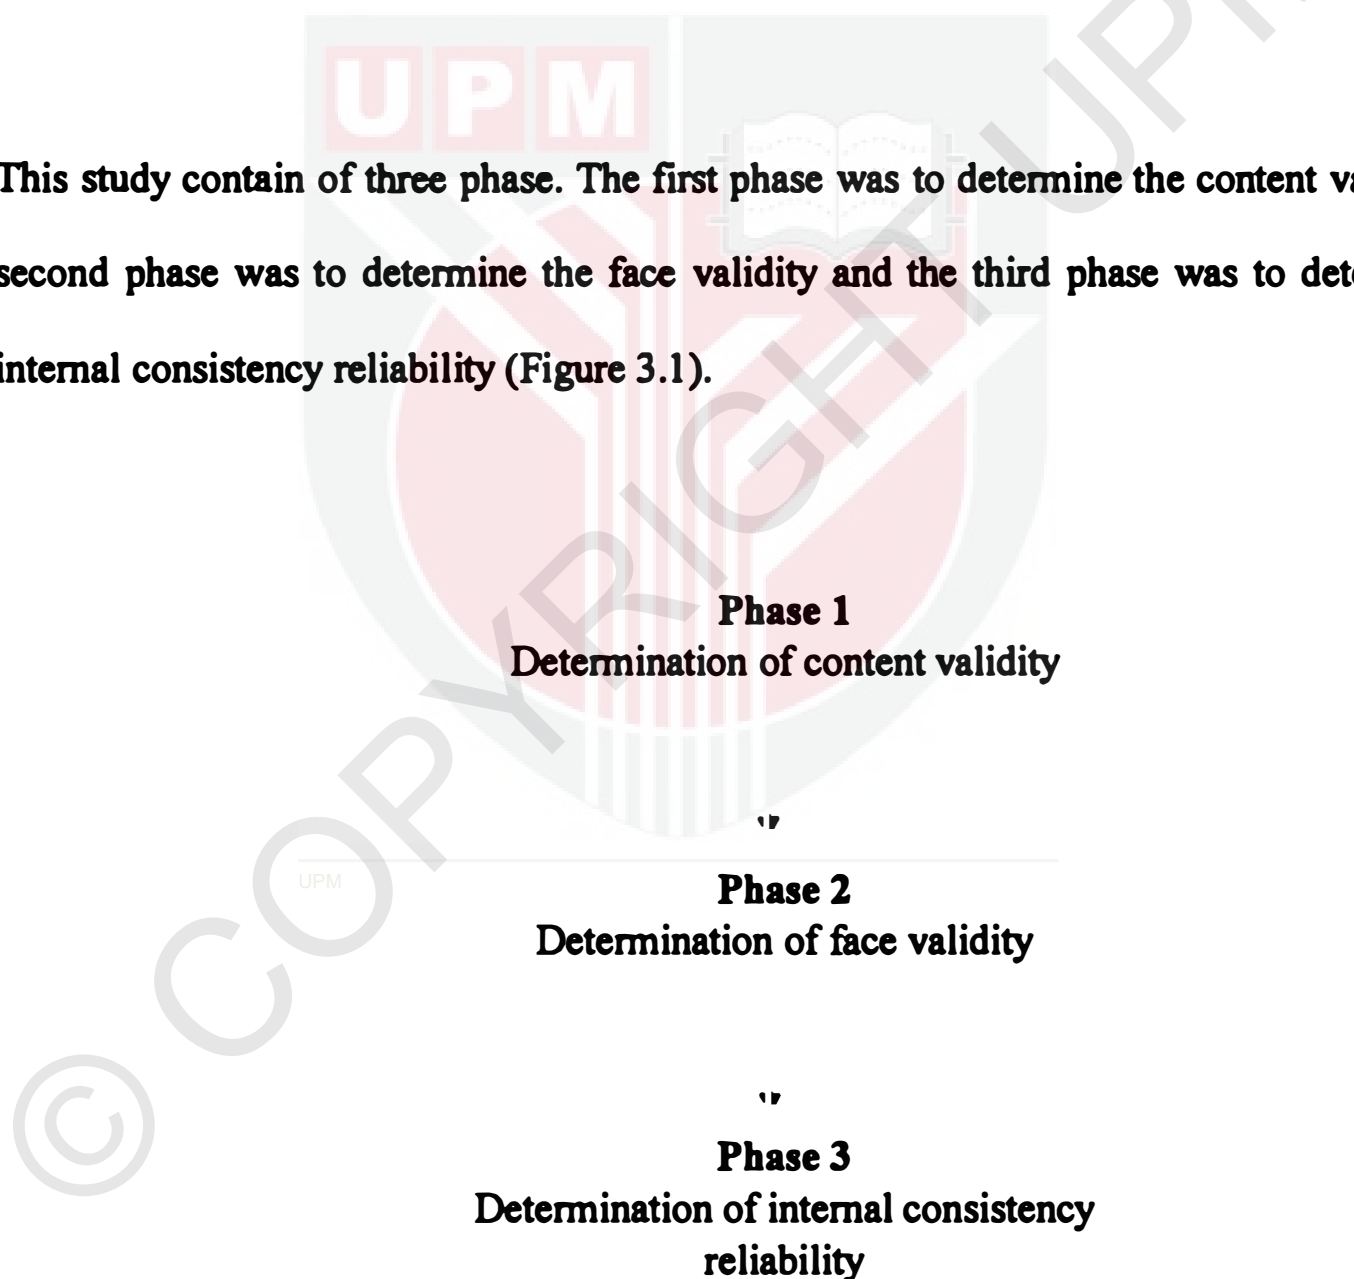 UPM
This study contain of three phase. The first phase was to determine the content
second phase was to determine the face validity and the third phase was to
internal consistency reliability (Figure 3.1).
Phase 1
Determination of content validity
UPM
Phase 2
Determination of face validity
Phase 3
Determination of internal consistency
reliability
© COPYRIGHT UPM